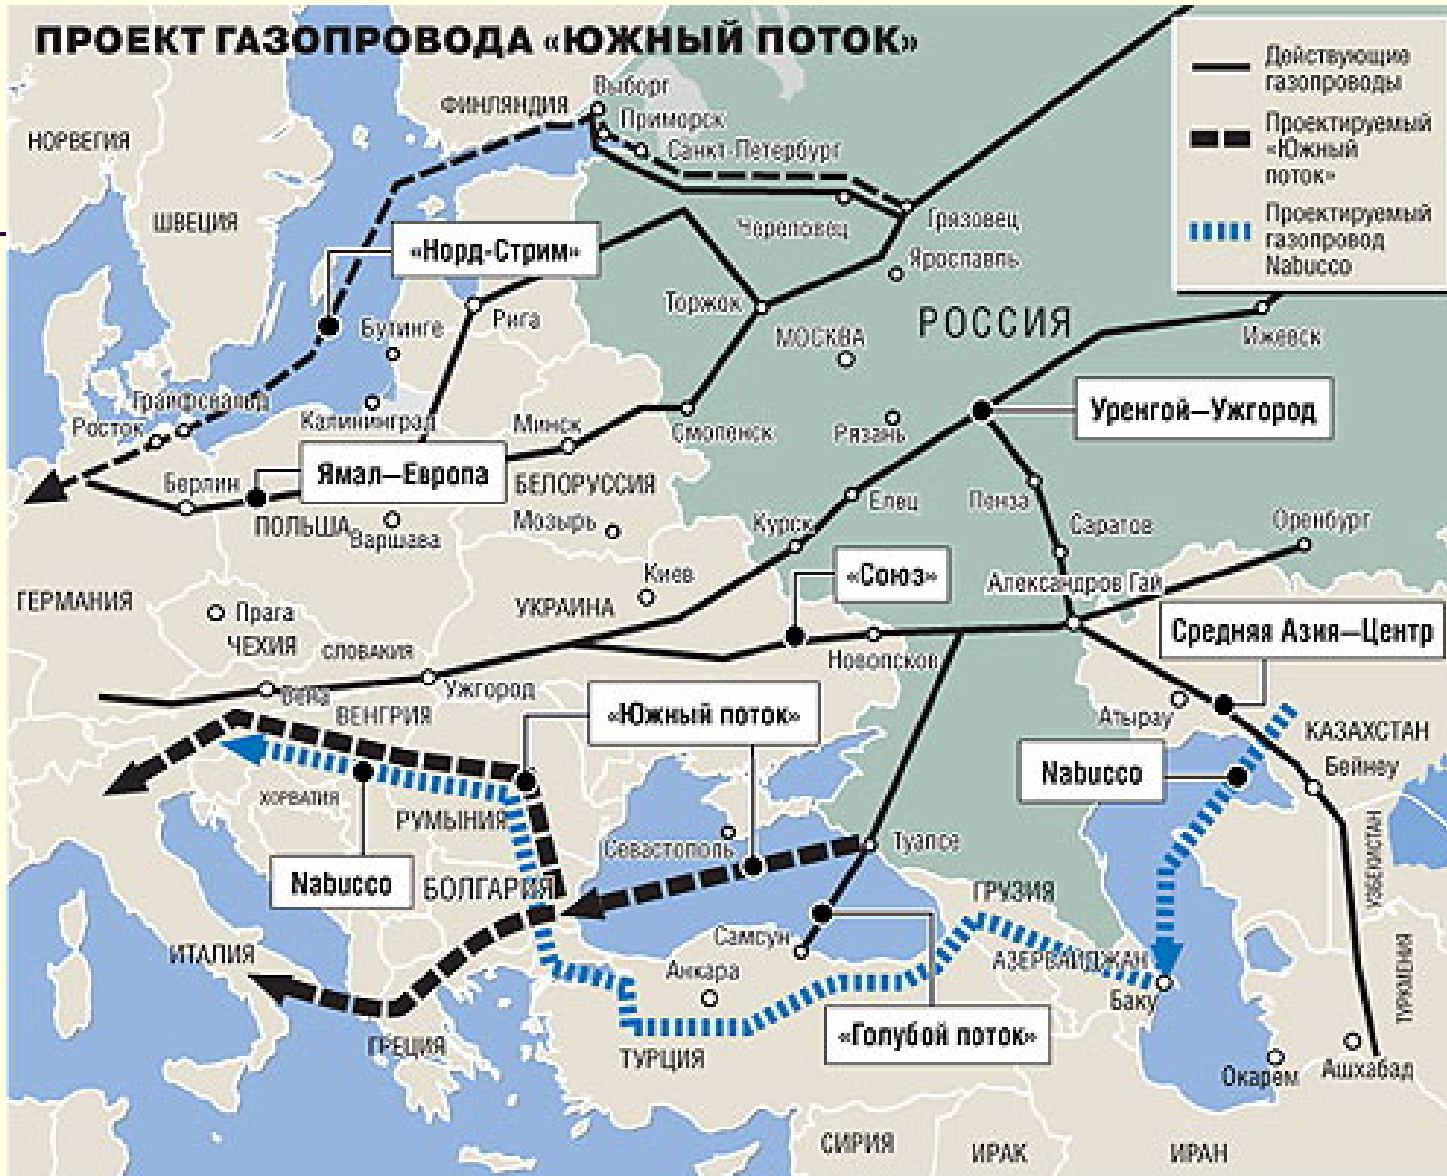 ПРОЕКТ ГАЗОПРОВОДА «ЮЖНЫЙ ПОТОК»
Действующие
газопроводы
Проектируемый
«Южный
поток»
Проектируемый
газопровод
Nabucco
Выборг
ФИНЛЯНДИЯ
Приморск
НОРВЕГИЯ
Санкт-Петербург
ШВЕЦИЯ
Череповец
Грязовец
«Норд-Стрим»
Ярославль
Торжок
Рига
РОССИЯ
Бутинге
МОСКВА
Ижевск
Грайфсвальд
Калининград
Уренгой—Ужгород
Росток
Минск
Смоленск
Рязань
Ямал—Европа
Берлин
БЕЛОРУССИЯ
Елец
Пенза
ПОЛЬША
Мозырь
Курск
Саратов
Оренбург
Варшава
Киев
«Союз»
Александров Гай
ГЕРМАНИЯ
УКРАИНА
Прага
Средняя Азия—Центр
ЧЕХИЯ
СЛОВАКИЯ
Новопсков
Вена
Ужгород
ВЕНГРИЯ
«Южный поток»
Атырау
КАЗАХСТАН
Nabucco
Бейнеу
ХОРВАТИЯ
РУМЫНИЯ
Севастополь
Туапсе
УЗБЕКИСТАН
Nabucco
БОЛГАРИЯ
ГРУЗИЯ
ИТАЛИЯ
Самсун
Анкара
АЗЕРБАЙДЖАН
ТУРКМЕНИЯ
Баку
«Голубой поток»
ГРЕЦИЯ
ТУРЦИЯ
Окарем
Ашхабад
СИРИЯ
ИРАК
ИРАН